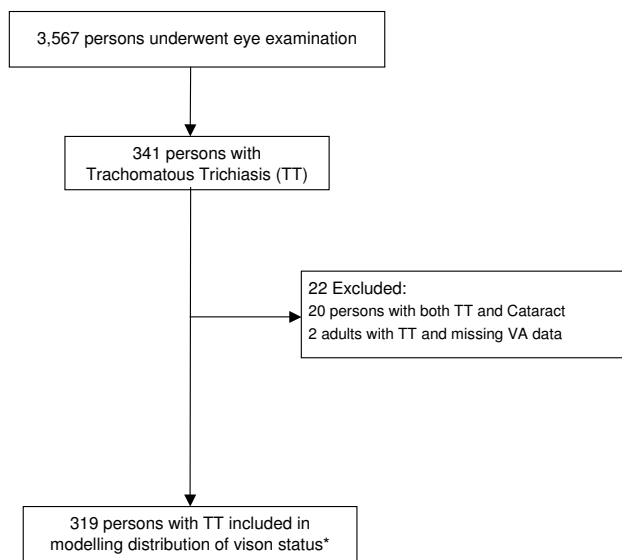 3,567 persons underwent eye examination
341 persons with
Trachomatous Trichiasis (TT)
22 Excluded:
20 persons with both TT and Cataract
2 adults with TT and missing VA data
319 persons with TT included in
modelling distribution of vison status*